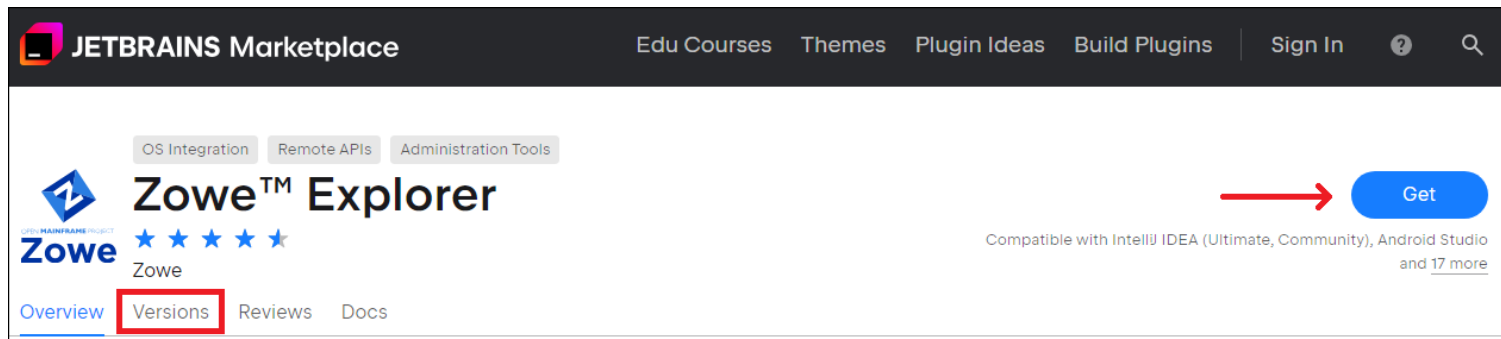 JETBRAINS Marketplace Edu Courses Themes Plugin Ideas Build Plugins Sign In ?
OS Integration Remote APIs Administration Tools
Zowe™ Explorer
Get
OPEN MAINFRAME PROJECT
Zowe
Compatible with IntelliJ IDEA (Ultimate, Community), Android Studio
and 17 more
Zowe
Overview Versions Reviews Docs